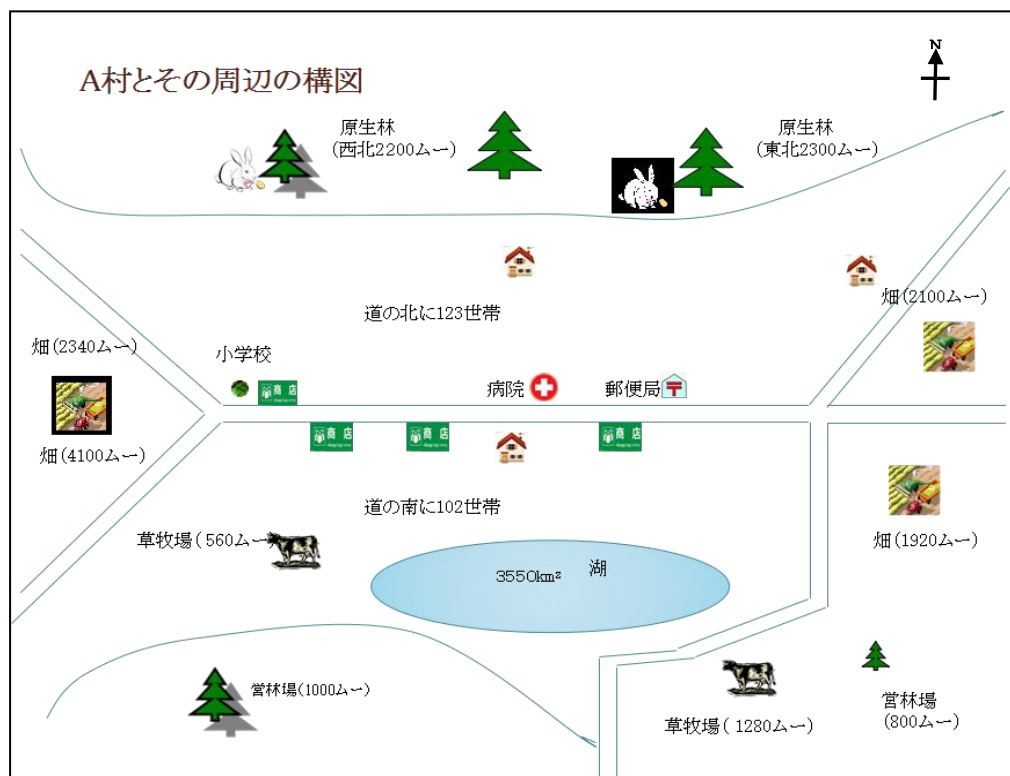 N
A村とその周辺の構図
原生林
(西北2200ムー)
原生林
(東北2300ムー)
畑(2100ムー)
道の北に123世帯
畑(2340ムー)
小学校
商店
病院
郵便局
畑(4100ムー)
商店
商店
商店
道の南に102世帯
草牧場(560ムー)
畑(1920ムー)
3550km²
湖
営林場(1000ムー)
草牧場(1280ムー)
営林場
(800ムー)